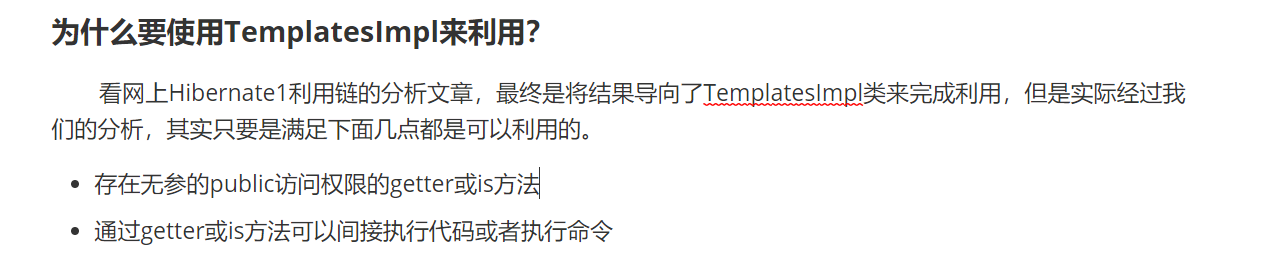 为什么要使用TemplatesImpl来利用？
看网上Hibernate1利用链的分析文章，最终是将结果导向了TemplatesImpl类来完成利用，但是实际经过我
们的分析，其实只要是满足下面几点都是可以利用的。
• 存在无参的public访问权限的getter或is方法
• 通过getter或is方法可以间接执行代码或者执行命令